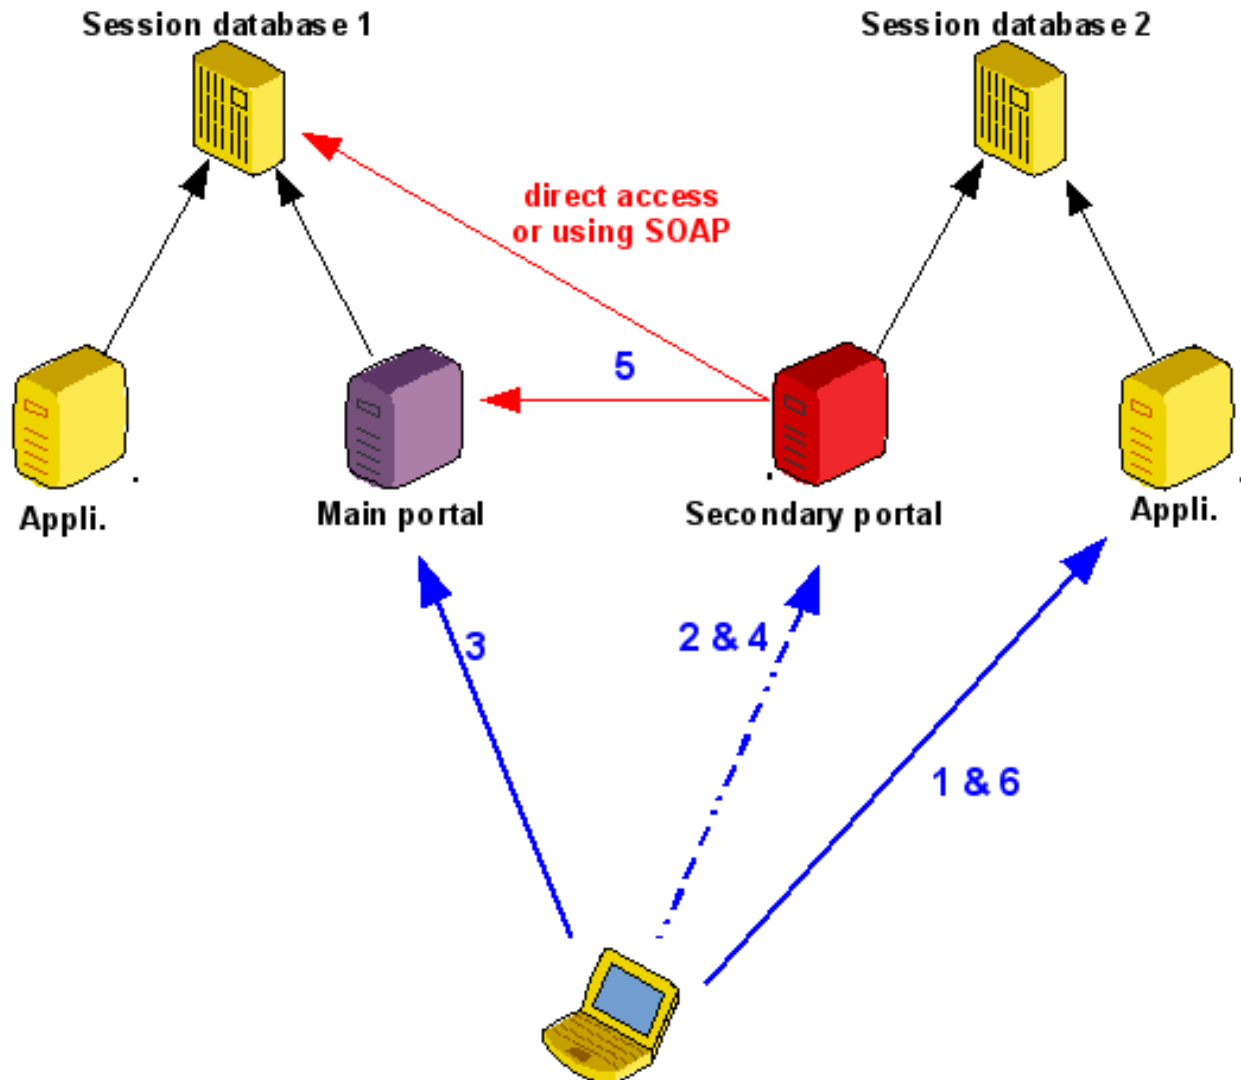 Session database 1
Session database 2
direct access
or using SOAP
5
Appli.
Main portal
Secondary portal
Appli.
3
2 & 4
1 & 6